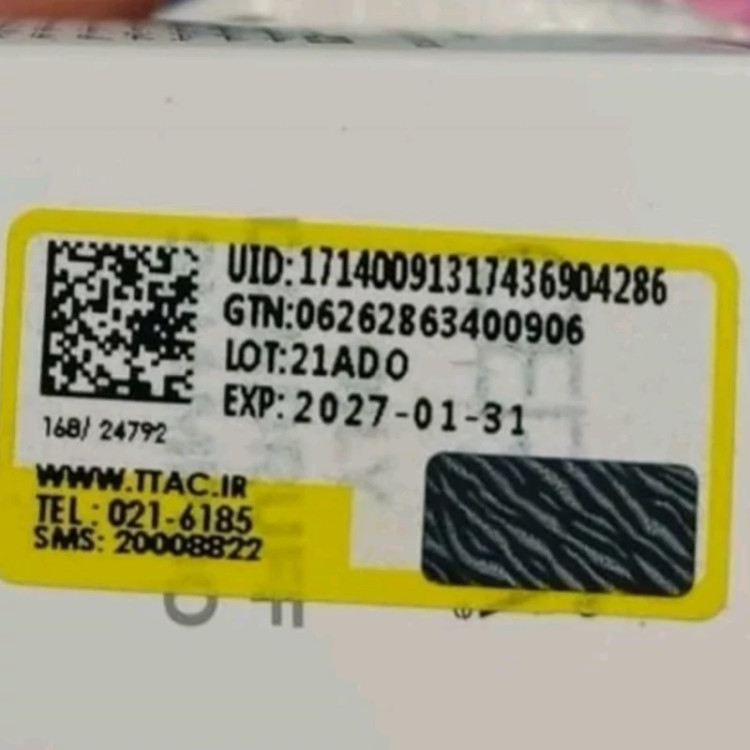 UID:17140091317436904286
GTN:06262863400906
LOT:21ADO
EXP: 2027-01-31
168/ 24792
WWW.TTAC.IR
TEL: 021-6185
SMS: 20008822